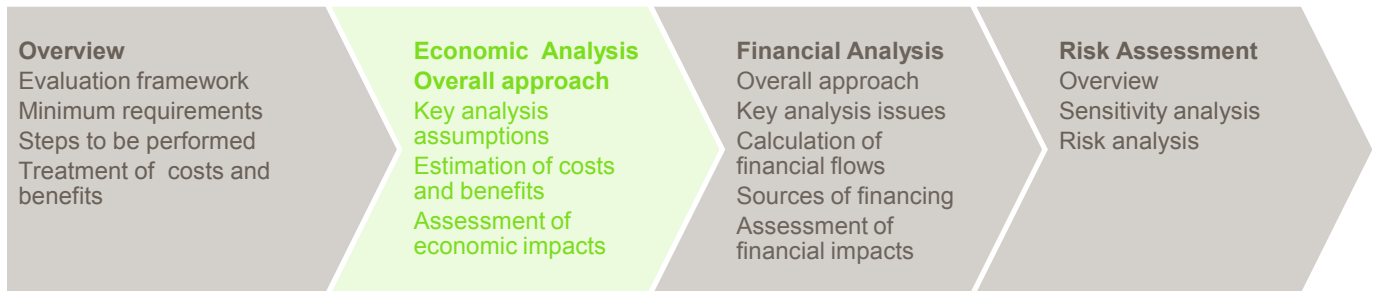 Overview
Evaluation framework
Minimum requirements
Steps to be performed
Treatment of costs and
benefits
Economic Analysis
Overall approach
Key analysis
assumptions
Estimation of costs
and benefits
Assessment of
economic impacts
Financial Analysis
Overall approach
Key analysis issues
Calculation of
financial flows
Sources of financing
Assessment of
financial impacts
Risk Assessment
Overview
Sensitivity analysis
Risk analysis